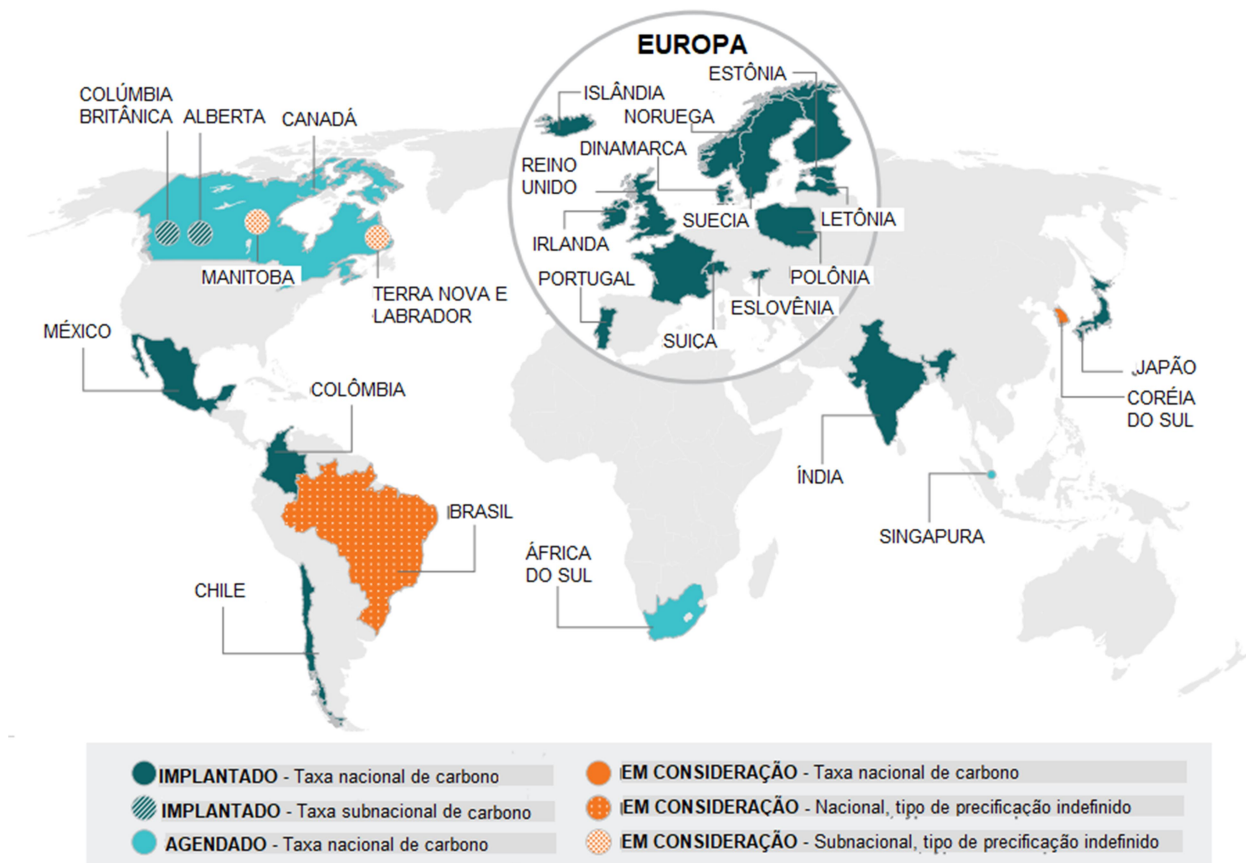 EUROPA
ESTÔNIA
ISLÂNDIA
NORUEGA
DINAMARCA
REINO
UNIDO
SUECIA
LETÔNIA
IRLANDA
POLÔNIA
PORTUGAL
ESLOVÊNIA
SUICA
COLÚMBIA
BRITÂNICA
ALBERTA
CANADÁ
MANITOBA
TERRA NOVA E
LABRADOR
MÉXICO
COLÔMBIA
BRASIL
CHILE
ÁFRICA
DO SUL
ÍNDIA
JAPÃO
CORÉIA
DO SUL
SINGAPURA
IMPLANTADO - Taxa nacional de carbono
IMPLANTADO - Taxa subnacional de carbono
AGENDADO - Taxa nacional de carbono
EM CONSIDERAÇÃO - Taxa nacional de carbono
EM CONSIDERAÇÃO - Nacional, tipo de precificação indefinido
EM CONSIDERAÇÃO - Subnacional, tipo de precificação indefinido